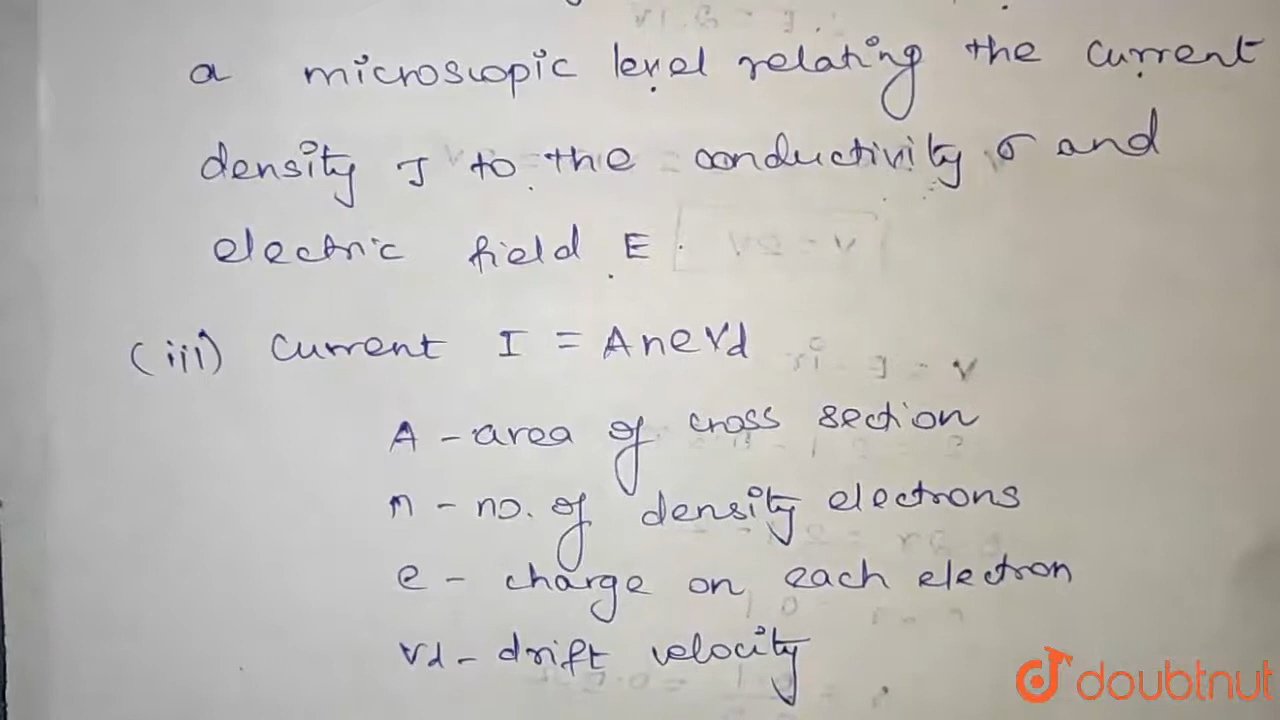 a microscopic level relating the current
density J to the conductivity σ and
electric field E.
(iii) Current I = AneVd
A - area of cross section
n - no. of density electrons
e - charge on each electron
Vd - drift velocity
doubtnut